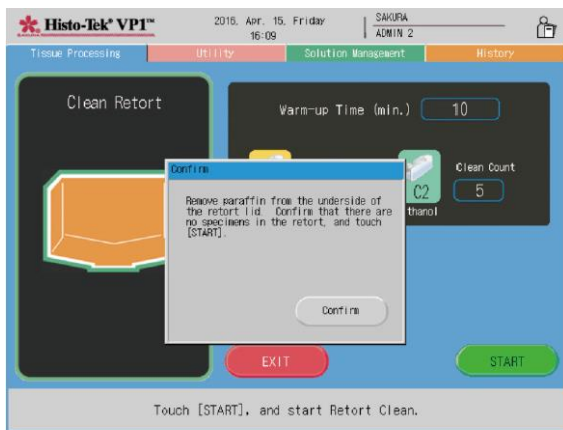 Histo-Tek® VP1™
2016. Apr. 15. Friday
16:09
SAKURA
ADMIN 2
Tissue Processing
Utility
Solution Management
History
Clean Retort
Warm-up Time (min.) 10
Clean Count
C2
5
thanol
Confirm
Remove paraffin from the underside of
the retort lid. Confirm that there are
no specimens in the retort, and touch
[START].
Confirm
EXIT
START
Touch [START], and start Retort Clean.